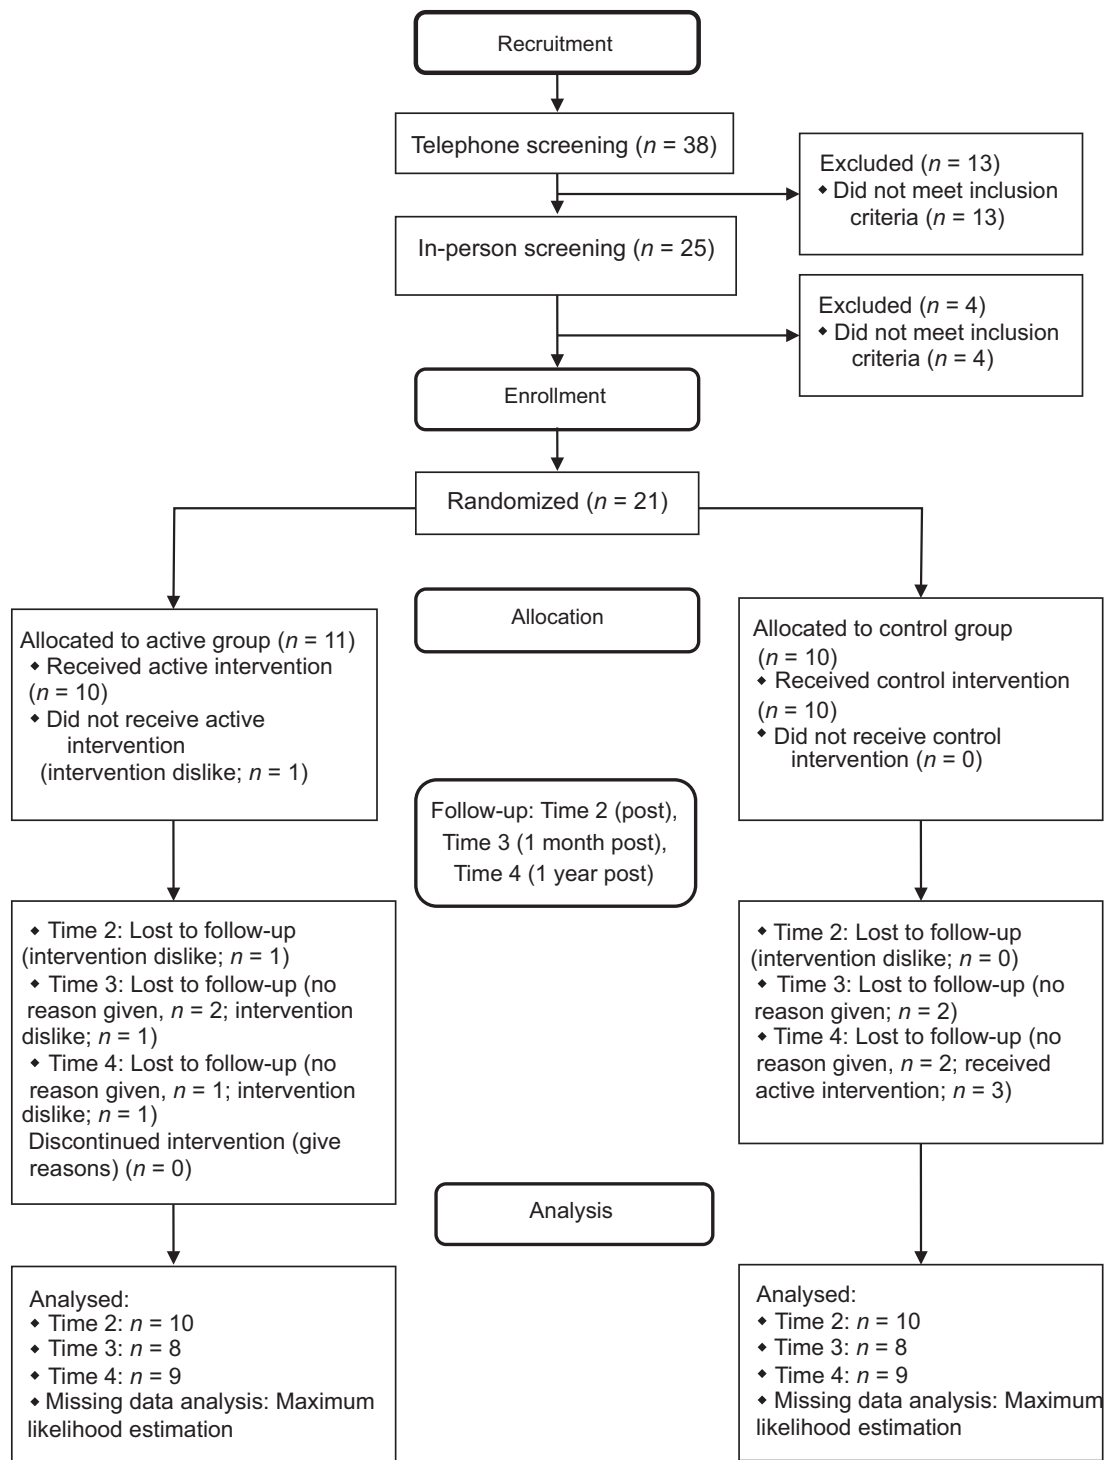 Recruitment
Telephone screening (n = 38)
Excluded (n = 13)
◆ Did not meet inclusion
criteria (n = 13)
In-person screening (n = 25)
Excluded (n = 4)
◆ Did not meet inclusion
criteria (n = 4)
Enrollment
Randomized (n = 21)
Allocation
Allocated to active group (n = 11)
◆ Received active intervention
(n = 10)
◆ Did not receive active
intervention
(intervention dislike; n = 1)
Allocated to control group
(n = 10)
◆ Received control intervention
(n = 10)
◆ Did not receive control
intervention (n = 0)
Follow-up: Time 2 (post),
Time 3 (1 month post),
Time 4 (1 year post)
◆ Time 2: Lost to follow-up
(intervention dislike; n = 1)
◆ Time 3: Lost to follow-up (no
reason given, n = 2; intervention
dislike; n = 1)
◆ Time 4: Lost to follow-up (no
reason given, n = 1; intervention
dislike; n = 1)
Discontinued intervention (give
reasons) (n = 0)
◆ Time 2: Lost to follow-up
(intervention dislike; n = 0)
◆ Time 3: Lost to follow-up (no
reason given; n = 2)
◆ Time 4: Lost to follow-up (no
reason given, n = 2; received
active intervention; n = 3)
Analysis
Analysed:
◆ Time 2: n = 10
◆ Time 3: n = 8
◆ Time 4: n = 9
◆ Missing data analysis: Maximum
likelihood estimation
Analysed:
◆ Time 2: n = 10
◆ Time 3: n = 8
◆ Time 4: n = 9
◆ Missing data analysis: Maximum
likelihood estimation